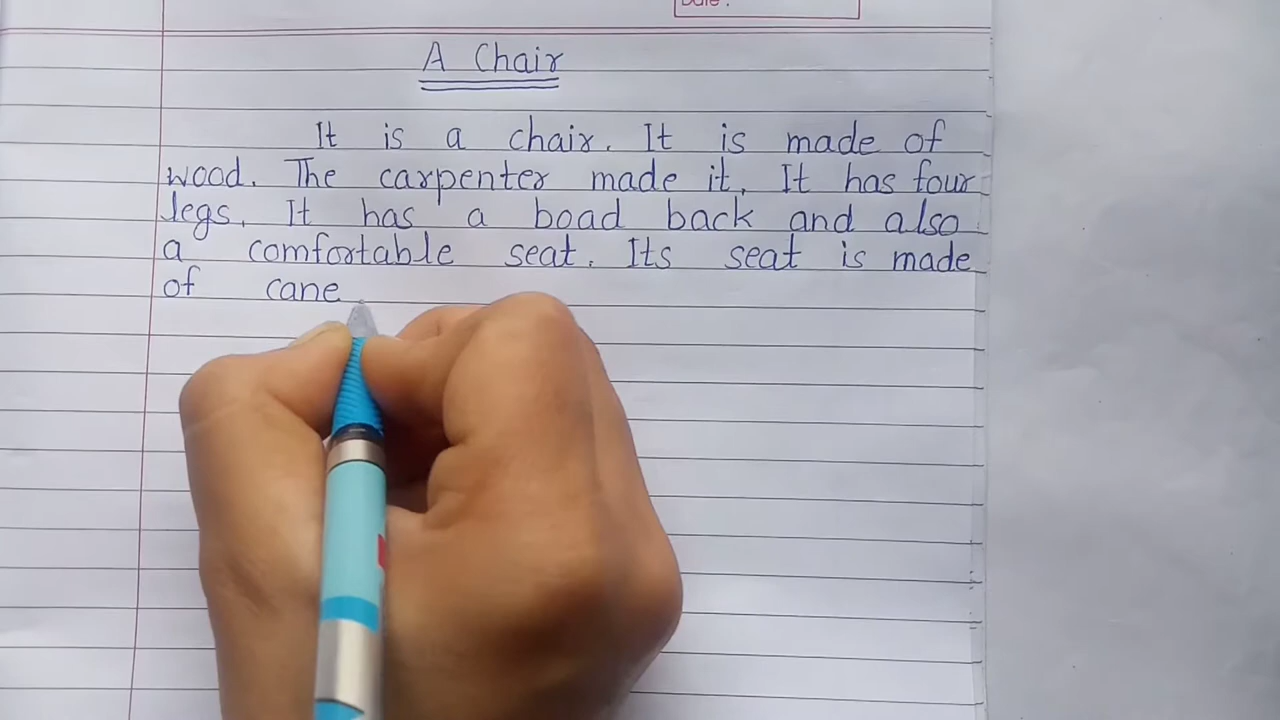 Date :
A Chair
It is a chair. It is made of
wood. The carpenter made it. It has four
legs. It has a boad back and also
a comfortable seat. Its seat is made
of cane